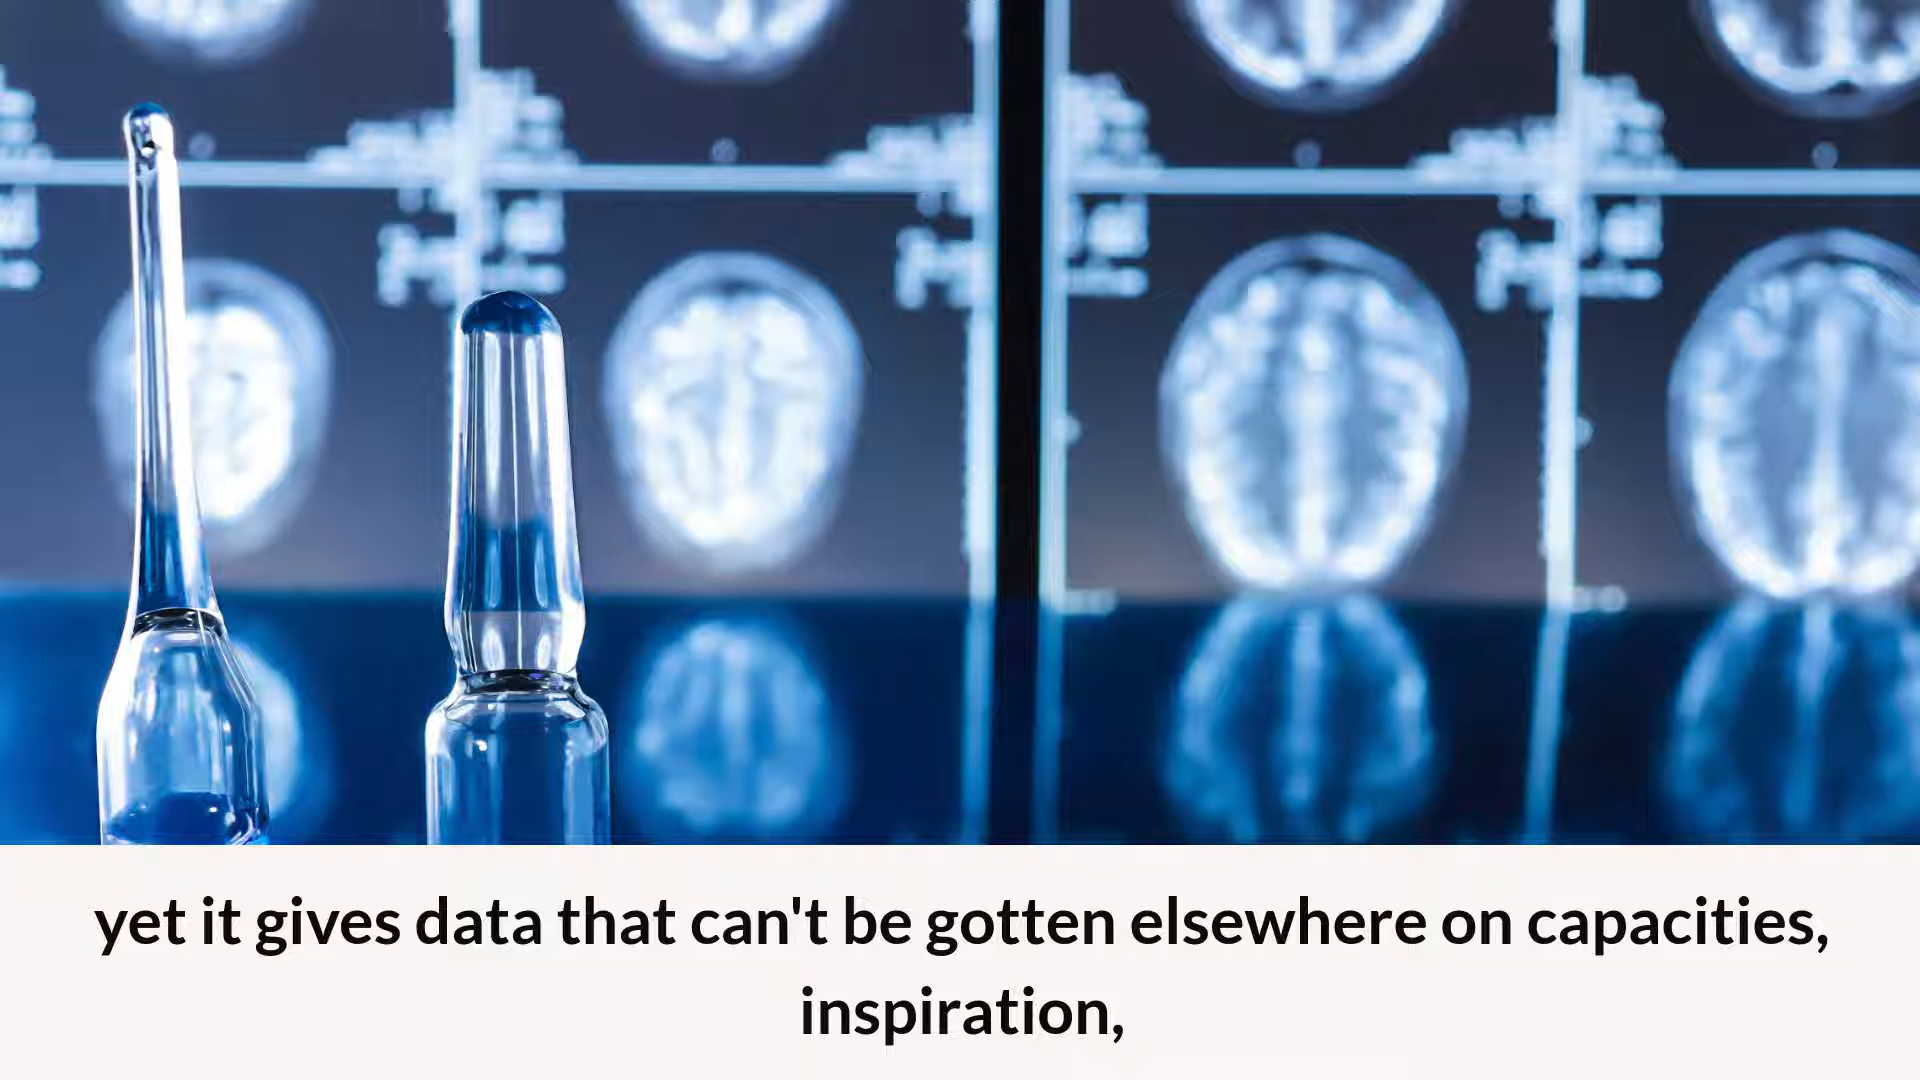 yet it gives data that can't be gotten elsewhere on capacities,
inspiration,